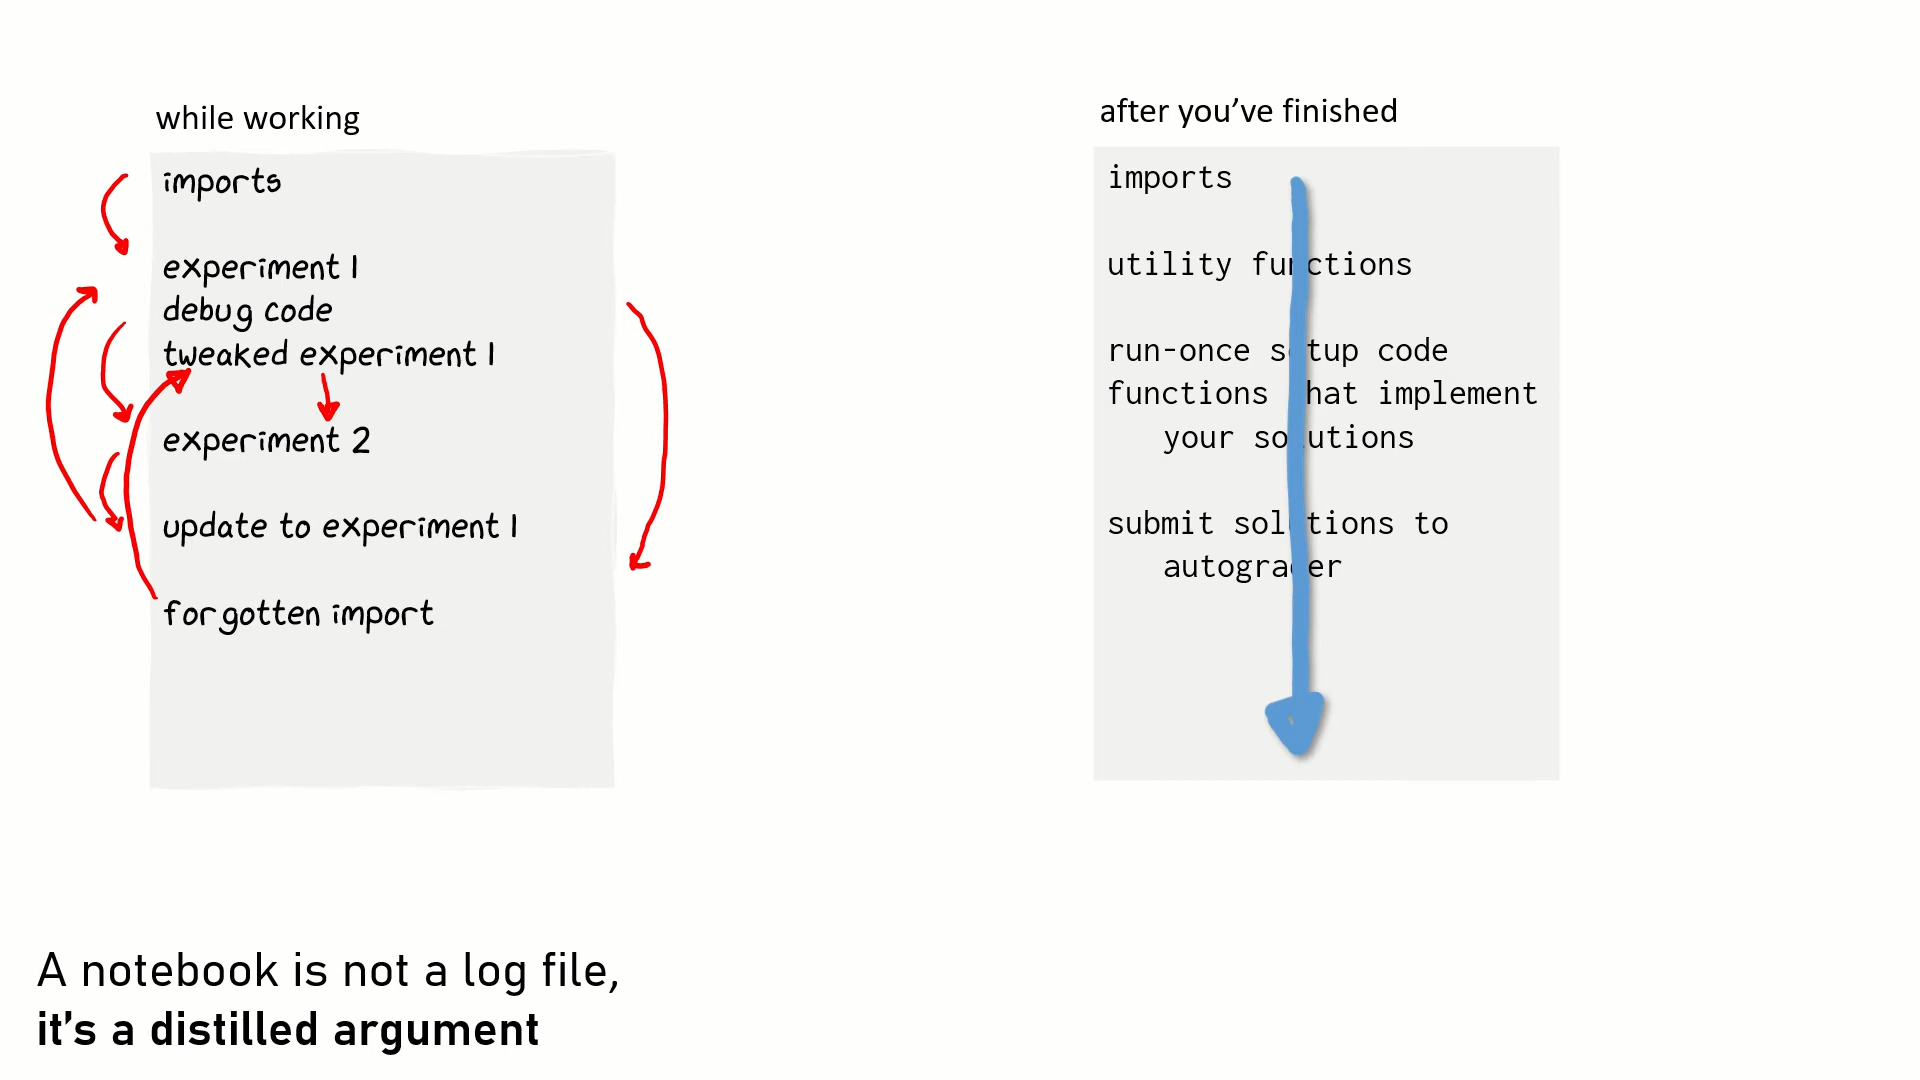 while working
imports
experiment 1
debug code
tweaked experiment 1
experiment 2
update to experiment 1
forgotten import
after you've finished
imports
utility functions
run-once setup code
functions that implement
your solutions
submit solutions to
autograder
A notebook is not a log file,
it's a distilled argument